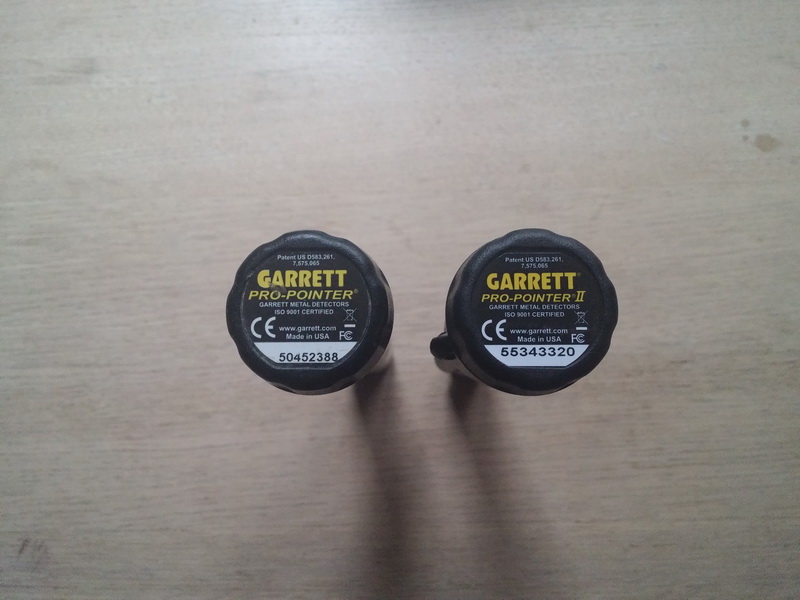 Patent US D583,261,
7,575,065
GARRETT
PRO-POINTER®
GARRETT METAL DETECTORS
ISO 9001 CERTIFIED
CE www.garrett.com
Made in USA FC
50452388
Patent US D583,261,
7,575,065
GARRETT®
PRO-POINTER® II
GARRETT METAL DETECTORS
ISO 9001 CERTIFIED
CE www.garrett.com
Made in USA FC
55343320